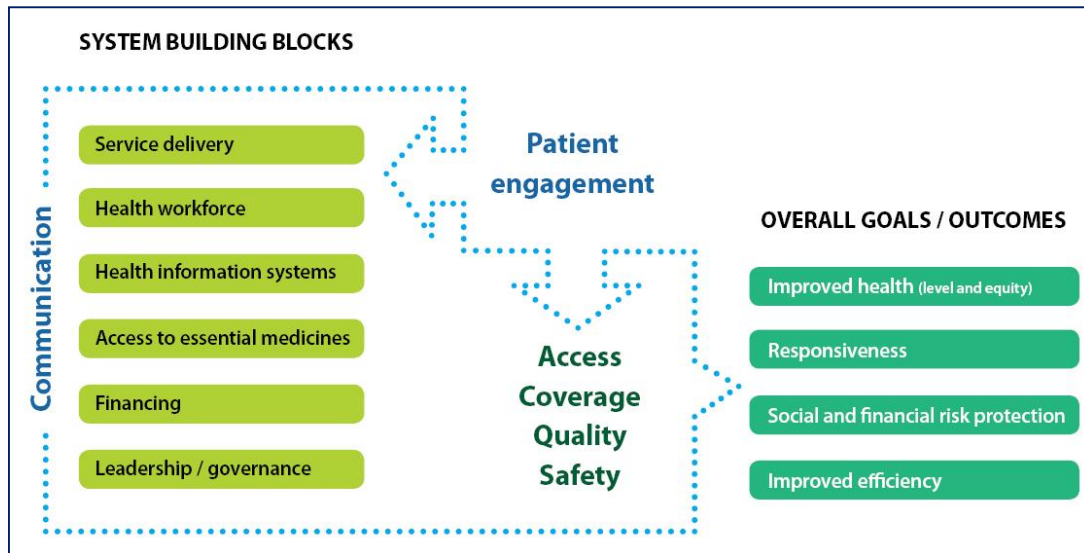 SYSTEM BUILDING BLOCKS
Communication
Service delivery
Health workforce
Health information systems
Access to essential medicines
Financing
Leadership / governance
Patient
engagement
Access
Coverage
Quality
Safety
OVERALL GOALS / OUTCOMES
Improved health (level and equity)
Responsiveness
Social and financial risk protection
Improved efficiency